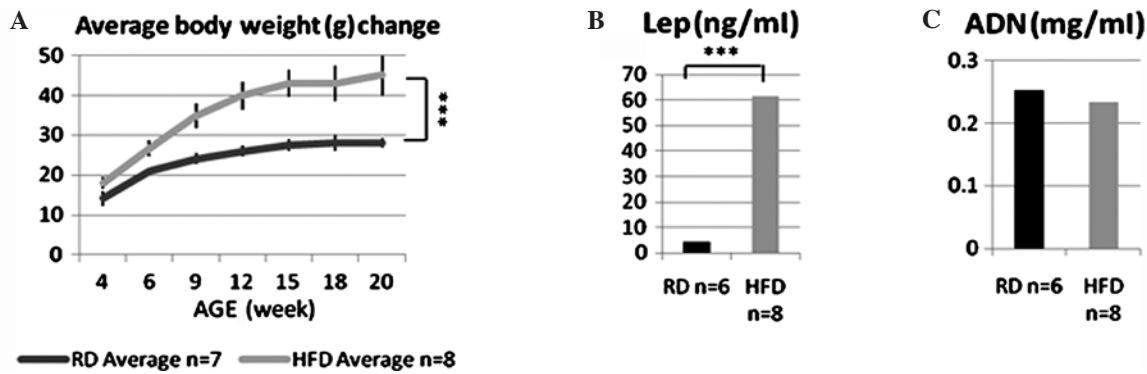 A
Average body weight (g) change
50
40
30
20
10
0
4 6 9 12 15 18 20
AGE (week)
***
RD Average n=7 HFD Average n=8
B
Lep (ng/ml)
***
70
60
50
40
30
20
10
0
RD n=6 HFD
n=8
C
ADN (mg/ml)
0.3
0.2
0.1
0
RD n=6 HFD
n=8